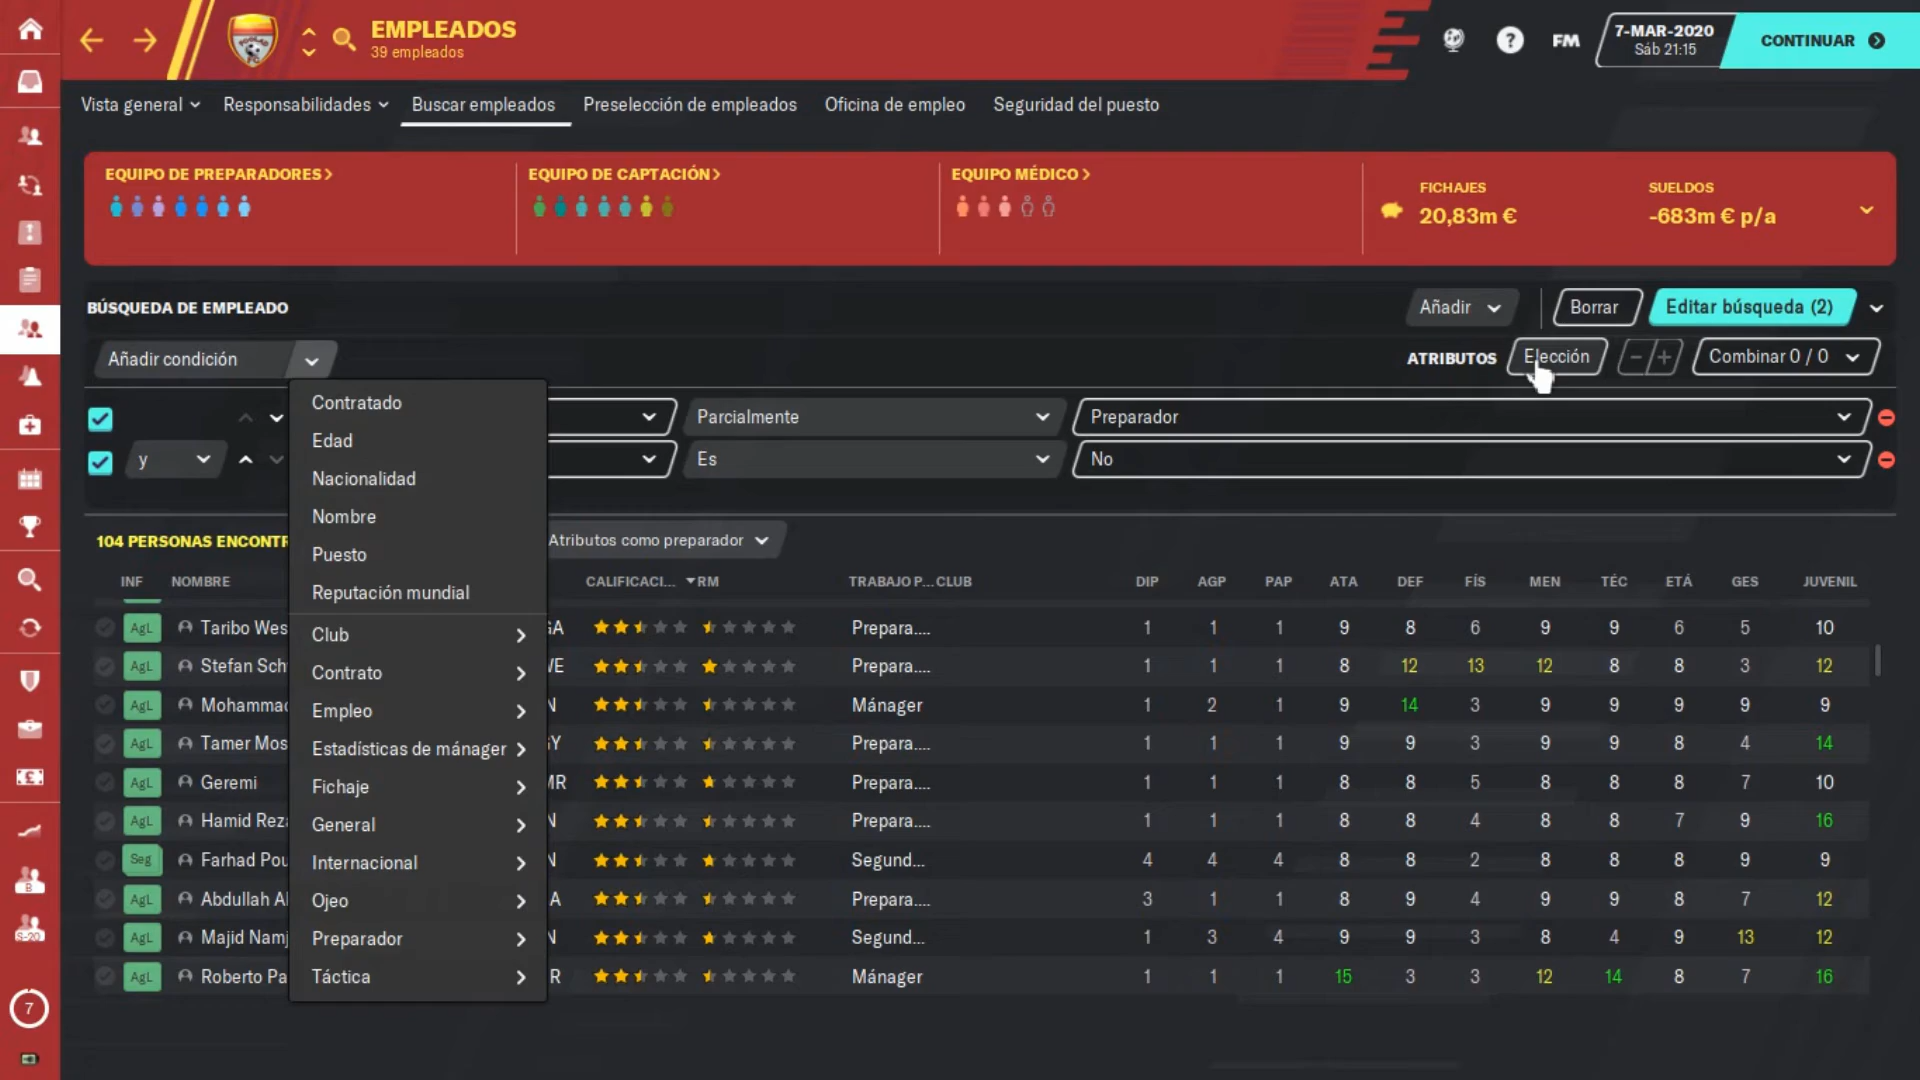 EMPLEADOS
39 empleados
FM
7-MAR-2020
Sáb 21:15
CONTINUAR
Vista general Responsabilidades Buscar empleados Preselección de empleados Oficina de empleo Seguridad del puesto
EQUIPO DE PREPARADORES EQUIPO DE CAPTACIÓN EQUIPO MÉDICO
FICHAJES SUELDOS
20,83m € -683m € p/a
BÚSQUEDA DE EMPLEADO Añadir Borrar Editar búsqueda (2)
Añadir condición ATRIBUTOS Elección - / + Combinar 0 / 0
Contratado
Edad
Nacionalidad
Nombre
Puesto
Reputación mundial
Club
Contrato
Empleo
Estadísticas de mánager
Fichaje
General
Internacional
Ojeo
Preparador
Táctica
Parcialmente Preparador
y Es No
104 PERSONAS ENCONTR Atributos como preparador
INF NOMBRE CALIFICACI... RM TRABAJO P... CLUB DIP AGP PAP ATA DEF FÍS MEN TÉC ETÁ GES JUVENIL
AgL Taribo Wes GA Prepara.... 1 1 1 9 8 6 9 9 6 5 10
AgL Stefan Sch VE Prepara.... 1 1 1 8 12 13 12 8 8 3 12
AgL Mohammad N Mánager 1 2 1 9 14 3 9 9 9 9 9
AgL Tamer Mos Y Prepara.... 1 1 1 9 9 3 9 9 8 4 14
AgL Geremi MR Prepara.... 1 1 1 8 8 5 8 8 8 7 10
AgL Hamid Reza N Prepara.... 1 1 1 8 8 4 8 8 7 9 16
Seg Farhad Pou N Segund... 4 4 4 8 8 2 8 8 8 9 9
AgL Abdullah Al A Prepara.... 3 1 1 8 9 4 9 9 8 7 12
AgL Majid Namj N Segund... 1 3 4 9 9 3 8 4 9 13 12
AgL Roberto Pa R Mánager 1 1 1 15 3 3 12 14 8 7 16
B
S-20
7